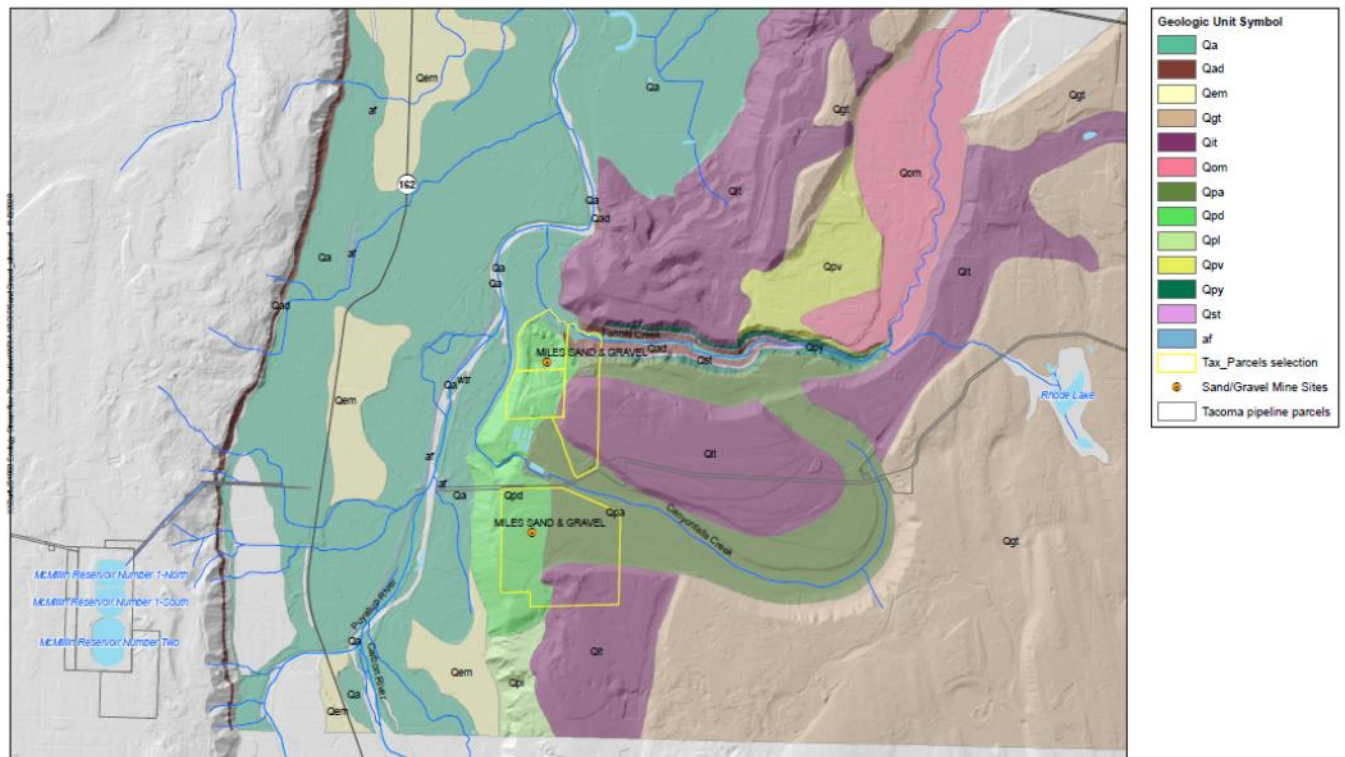 Qem
af
Qa
Qgt
Qgt
Qom
162
Qit
Qa
Qad
Qa
af
Qit
Qa
Qa
Qpv
Qad
Fennel Creek
MILES SAND & GRAVEL
Qad
Qst
Qpy
Qa
wtr
Qem
Rhode Lake
af
Qit
af
Qa
Qpd
Qpa
MILES SAND & GRAVEL
Canyonfalls Creek
Qgt
McMillin Reservoir Number 1-North
McMillin Reservoir Number 1-South
McMillin Reservoir Number Two
Puyallup River
Qa
Carbon River
Qit
Qem
Qpl
Qa
Qem
Geologic Unit Symbol
Qa
Qad
Qem
Qgt
Qit
Qom
Qpa
Qpd
Qpl
Qpv
Qpy
Qst
af
Tax_Parcels selection
Sand/Gravel Mine Sites
Tacoma pipeline parcels